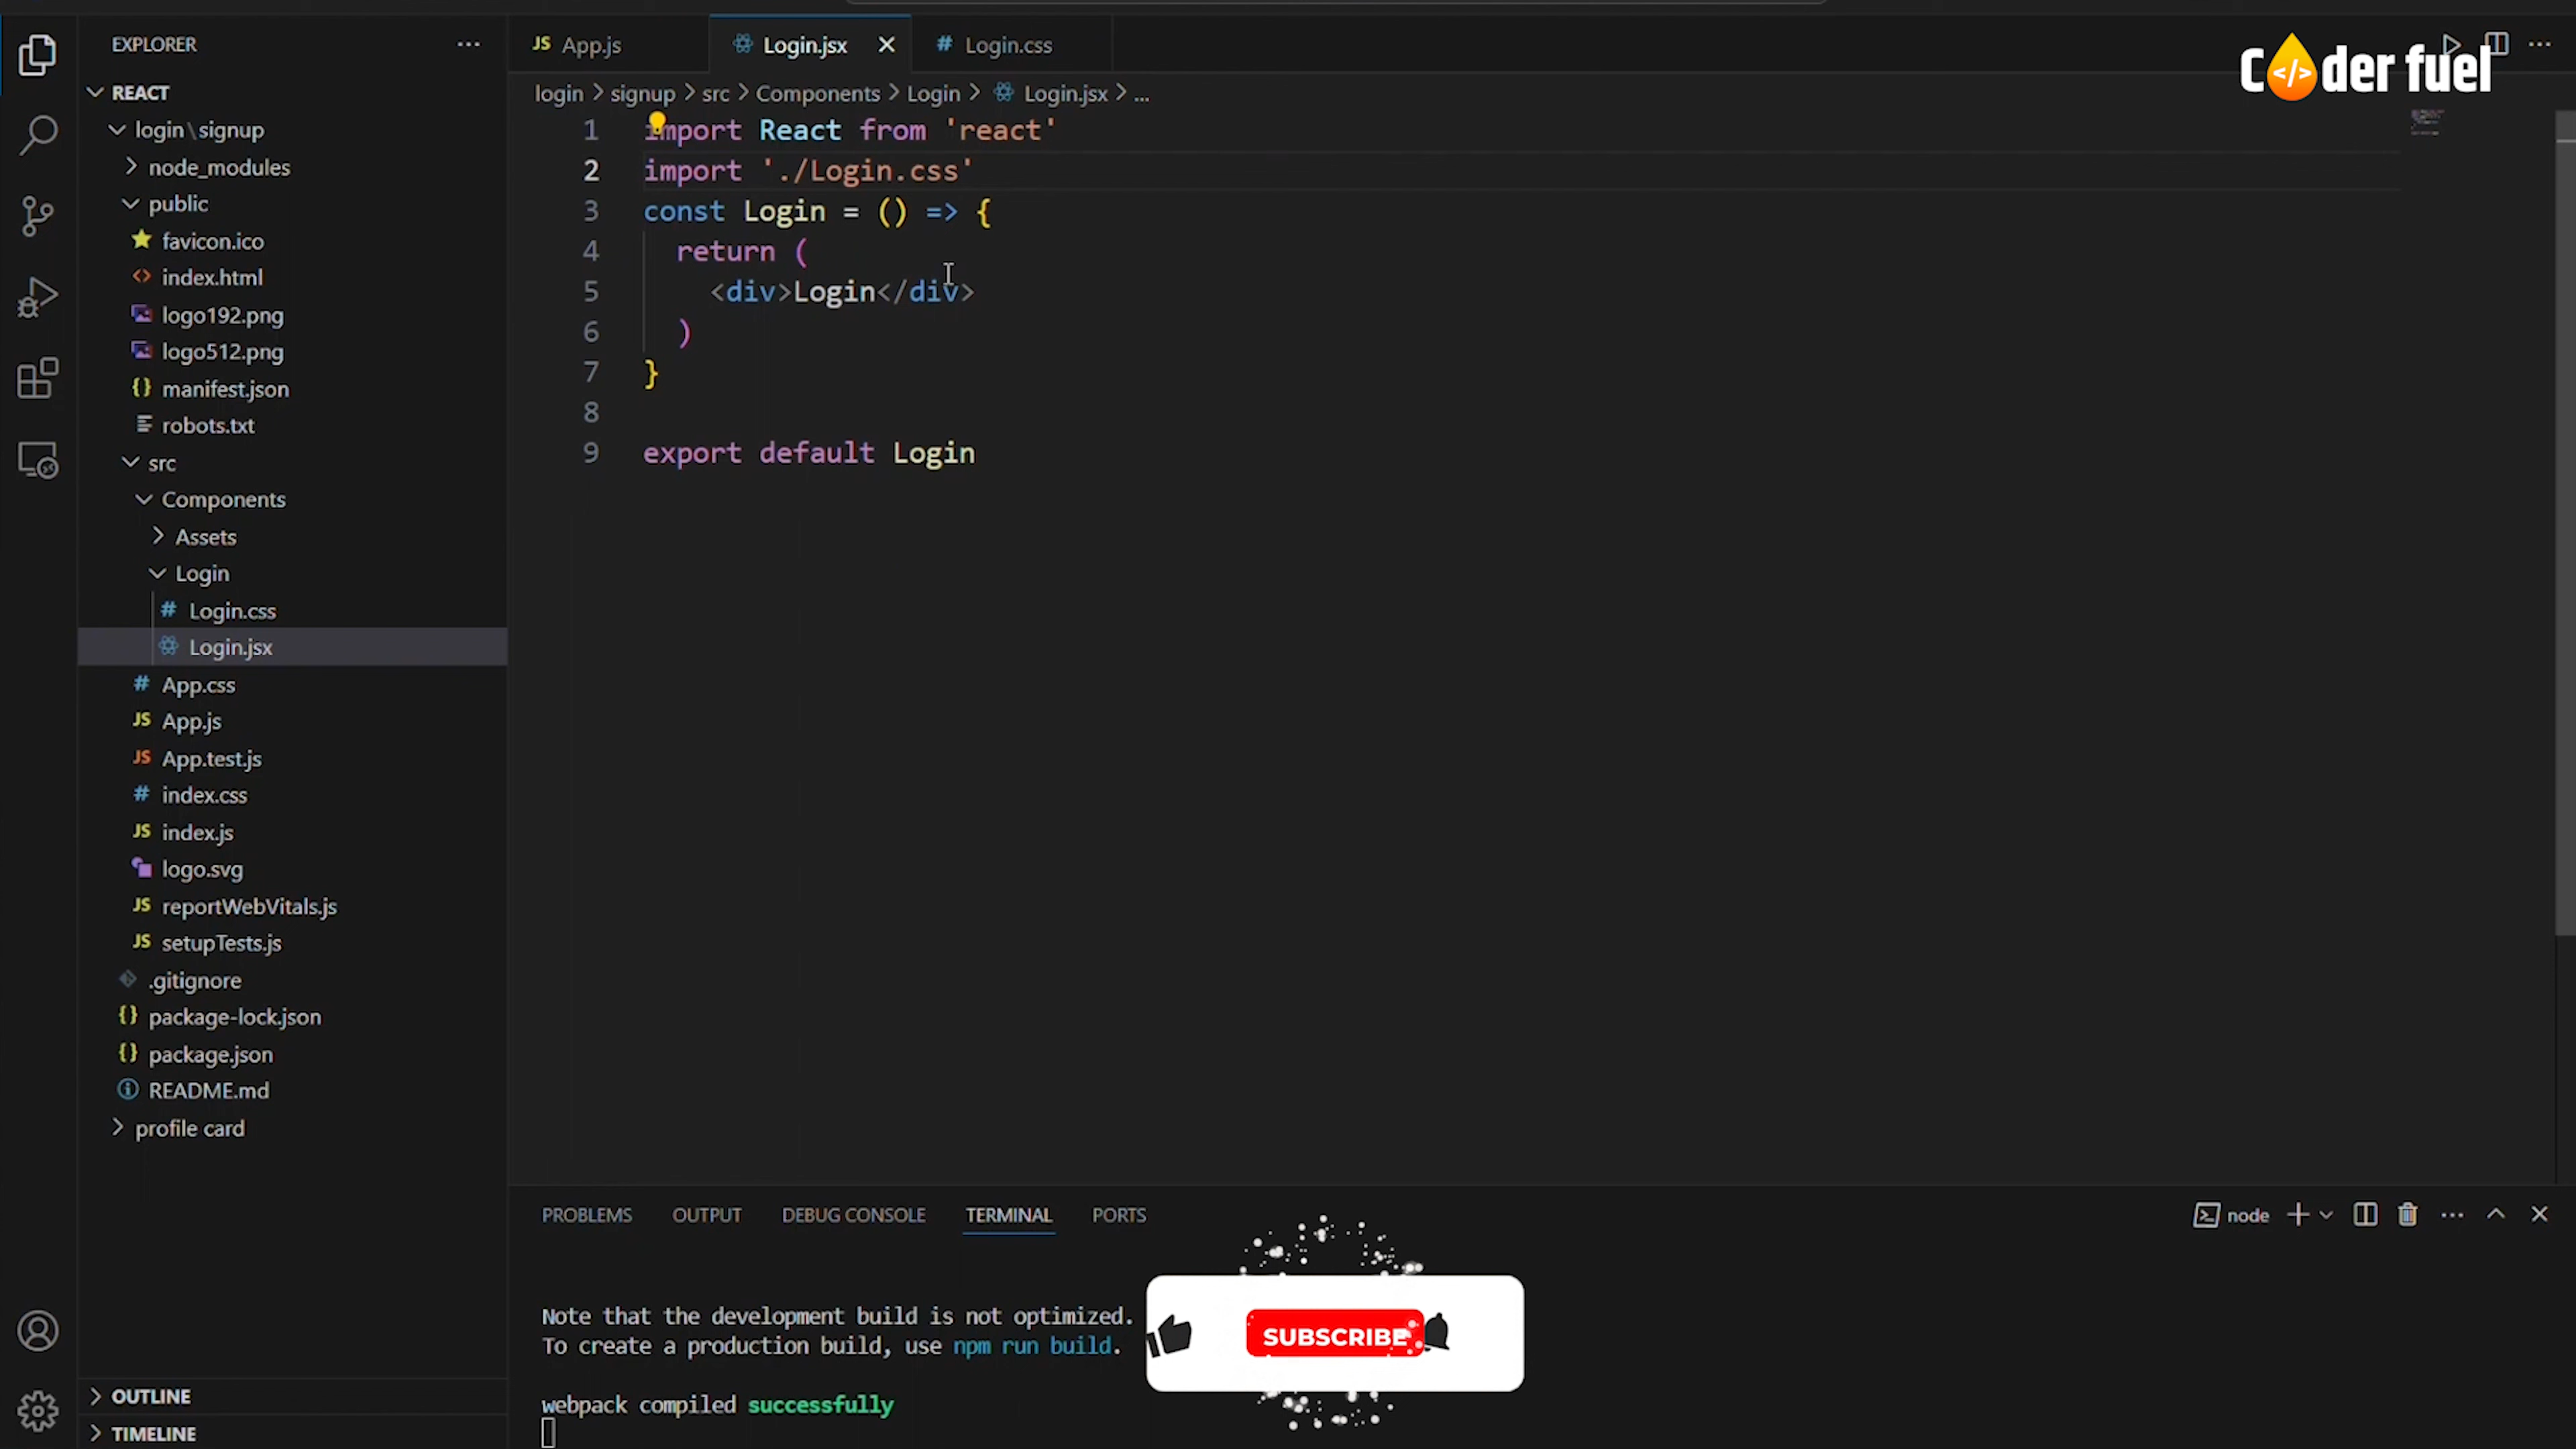 EXPLORER
REACT
login\signup
node_modules
public
favicon.ico
index.html
logo192.png
logo512.png
manifest.json
robots.txt
src
Components
Assets
Login
Login.css
Login.jsx
App.css
App.js
App.test.js
index.css
index.js
logo.svg
reportWebVitals.js
setupTests.js
.gitignore
package-lock.json
package.json
README.md
profile card
OUTLINE
TIMELINE
App.js
Login.jsx
Login.css
C</>der fuel
login > signup > src > Components > Login > Login.jsx > ...
1 import React from 'react'
2 import './Login.css'
3 const Login = () => {
4 return (
5 <div>Login</div>
6 )
7 }
8
9 export default Login
PROBLEMS OUTPUT DEBUG CONSOLE TERMINAL PORTS
node
Note that the development build is not optimized.
To create a production build, use npm run build.
webpack compiled successfully
SUBSCRIBE